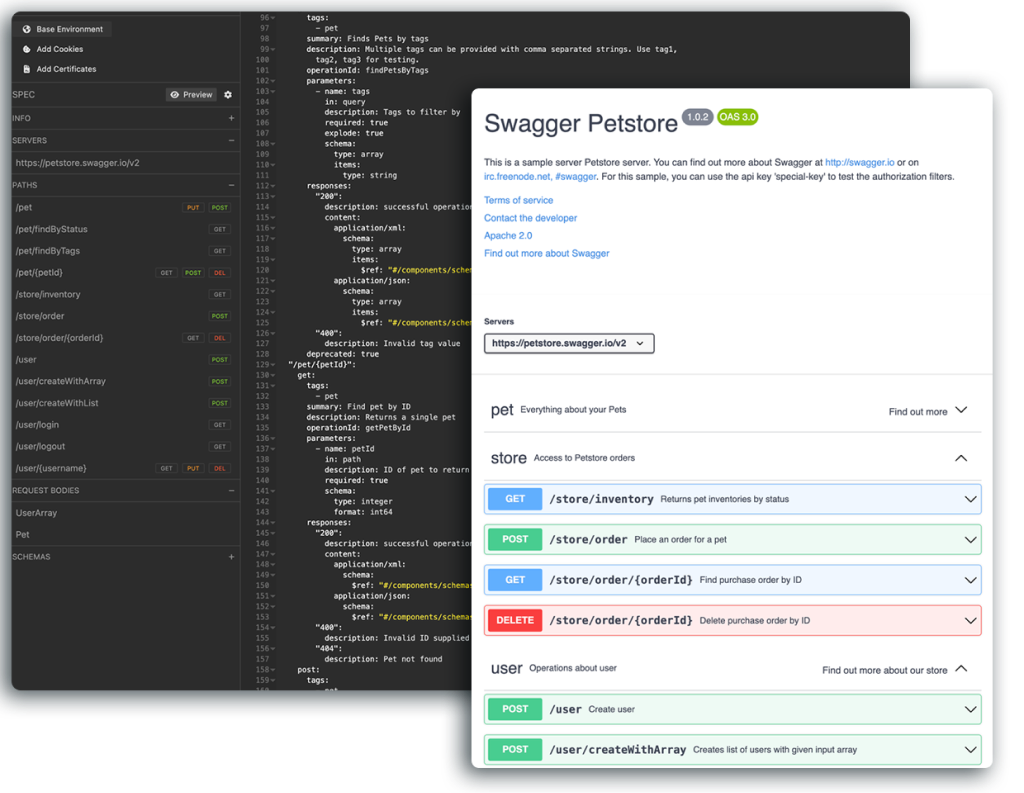 Base Environment
Add Cookies
Add Certificates
SPEC
Preview
INFO
+
SERVERS
−
https://petstore.swagger.io/v2
PATHS
−
/pet PUT POST
/pet/findByStatus GET
/pet/findByTags GET
/pet/{petId} GET POST DEL
/store/inventory GET
/store/order POST
/store/order/{orderId} GET DEL
/user POST
/user/createWithArray POST
/user/createWithList POST
/user/login GET
/user/logout GET
/user/{username} GET PUT DEL
REQUEST BODIES
−
UserArray
Pet
SCHEMAS
+
96 tags:
97 - pet
98 summary: Finds Pets by tags
99 description: Multiple tags can be provided with comma separated strings. Use tag1,
100 tag2, tag3 for testing.
101 operationId: findPetsByTags
102 parameters:
103 - name: tags
104 in: query
105 description: Tags to filter by
106 required: true
107 explode: true
108 schema:
109 type: array
110 items:
111 type: string
112 responses:
113 "200":
114 description: successful operation
115 content:
116 application/xml:
117 schema:
118 type: array
119 items:
120 $ref: "#/components/schem
121 application/json:
122 schema:
123 type: array
124 items:
125 $ref: "#/components/schem
126 "400":
127 description: Invalid tag value
128 deprecated: true
129 "/pet/{petId}":
130 get:
131 tags:
132 - pet
133 summary: Find pet by ID
134 description: Returns a single pet
135 operationId: getPetById
136 parameters:
137 - name: petId
138 in: path
139 description: ID of pet to return
140 required: true
141 schema:
142 type: integer
143 format: int64
144 responses:
145 "200":
146 description: successful operation
147 content:
148 application/xml:
149 schema:
150 $ref: "#/components/schemas
151 application/json:
152 schema:
153 $ref: "#/components/schemas
154 "400":
155 description: Invalid ID supplied
156 "404":
157 description: Pet not found
158 post:
159 tags:
Swagger Petstore 1.0.2 OAS 3.0
This is a sample server Petstore server. You can find out more about Swagger at http://swagger.io or on
irc.freenode.net, #swagger. For this sample, you can use the api key 'special-key' to test the authorization filters.
Terms of service
Contact the developer
Apache 2.0
Find out more about Swagger
Servers
https://petstore.swagger.io/v2
pet Everything about your Pets Find out more
store Access to Petstore orders
GET /store/inventory Returns pet inventories by status
POST /store/order Place an order for a pet
GET /store/order/{orderId} Find purchase order by ID
DELETE /store/order/{orderId} Delete purchase order by ID
user Operations about user Find out more about our store
POST /user Create user
POST /user/createWithArray Creates list of users with given input array